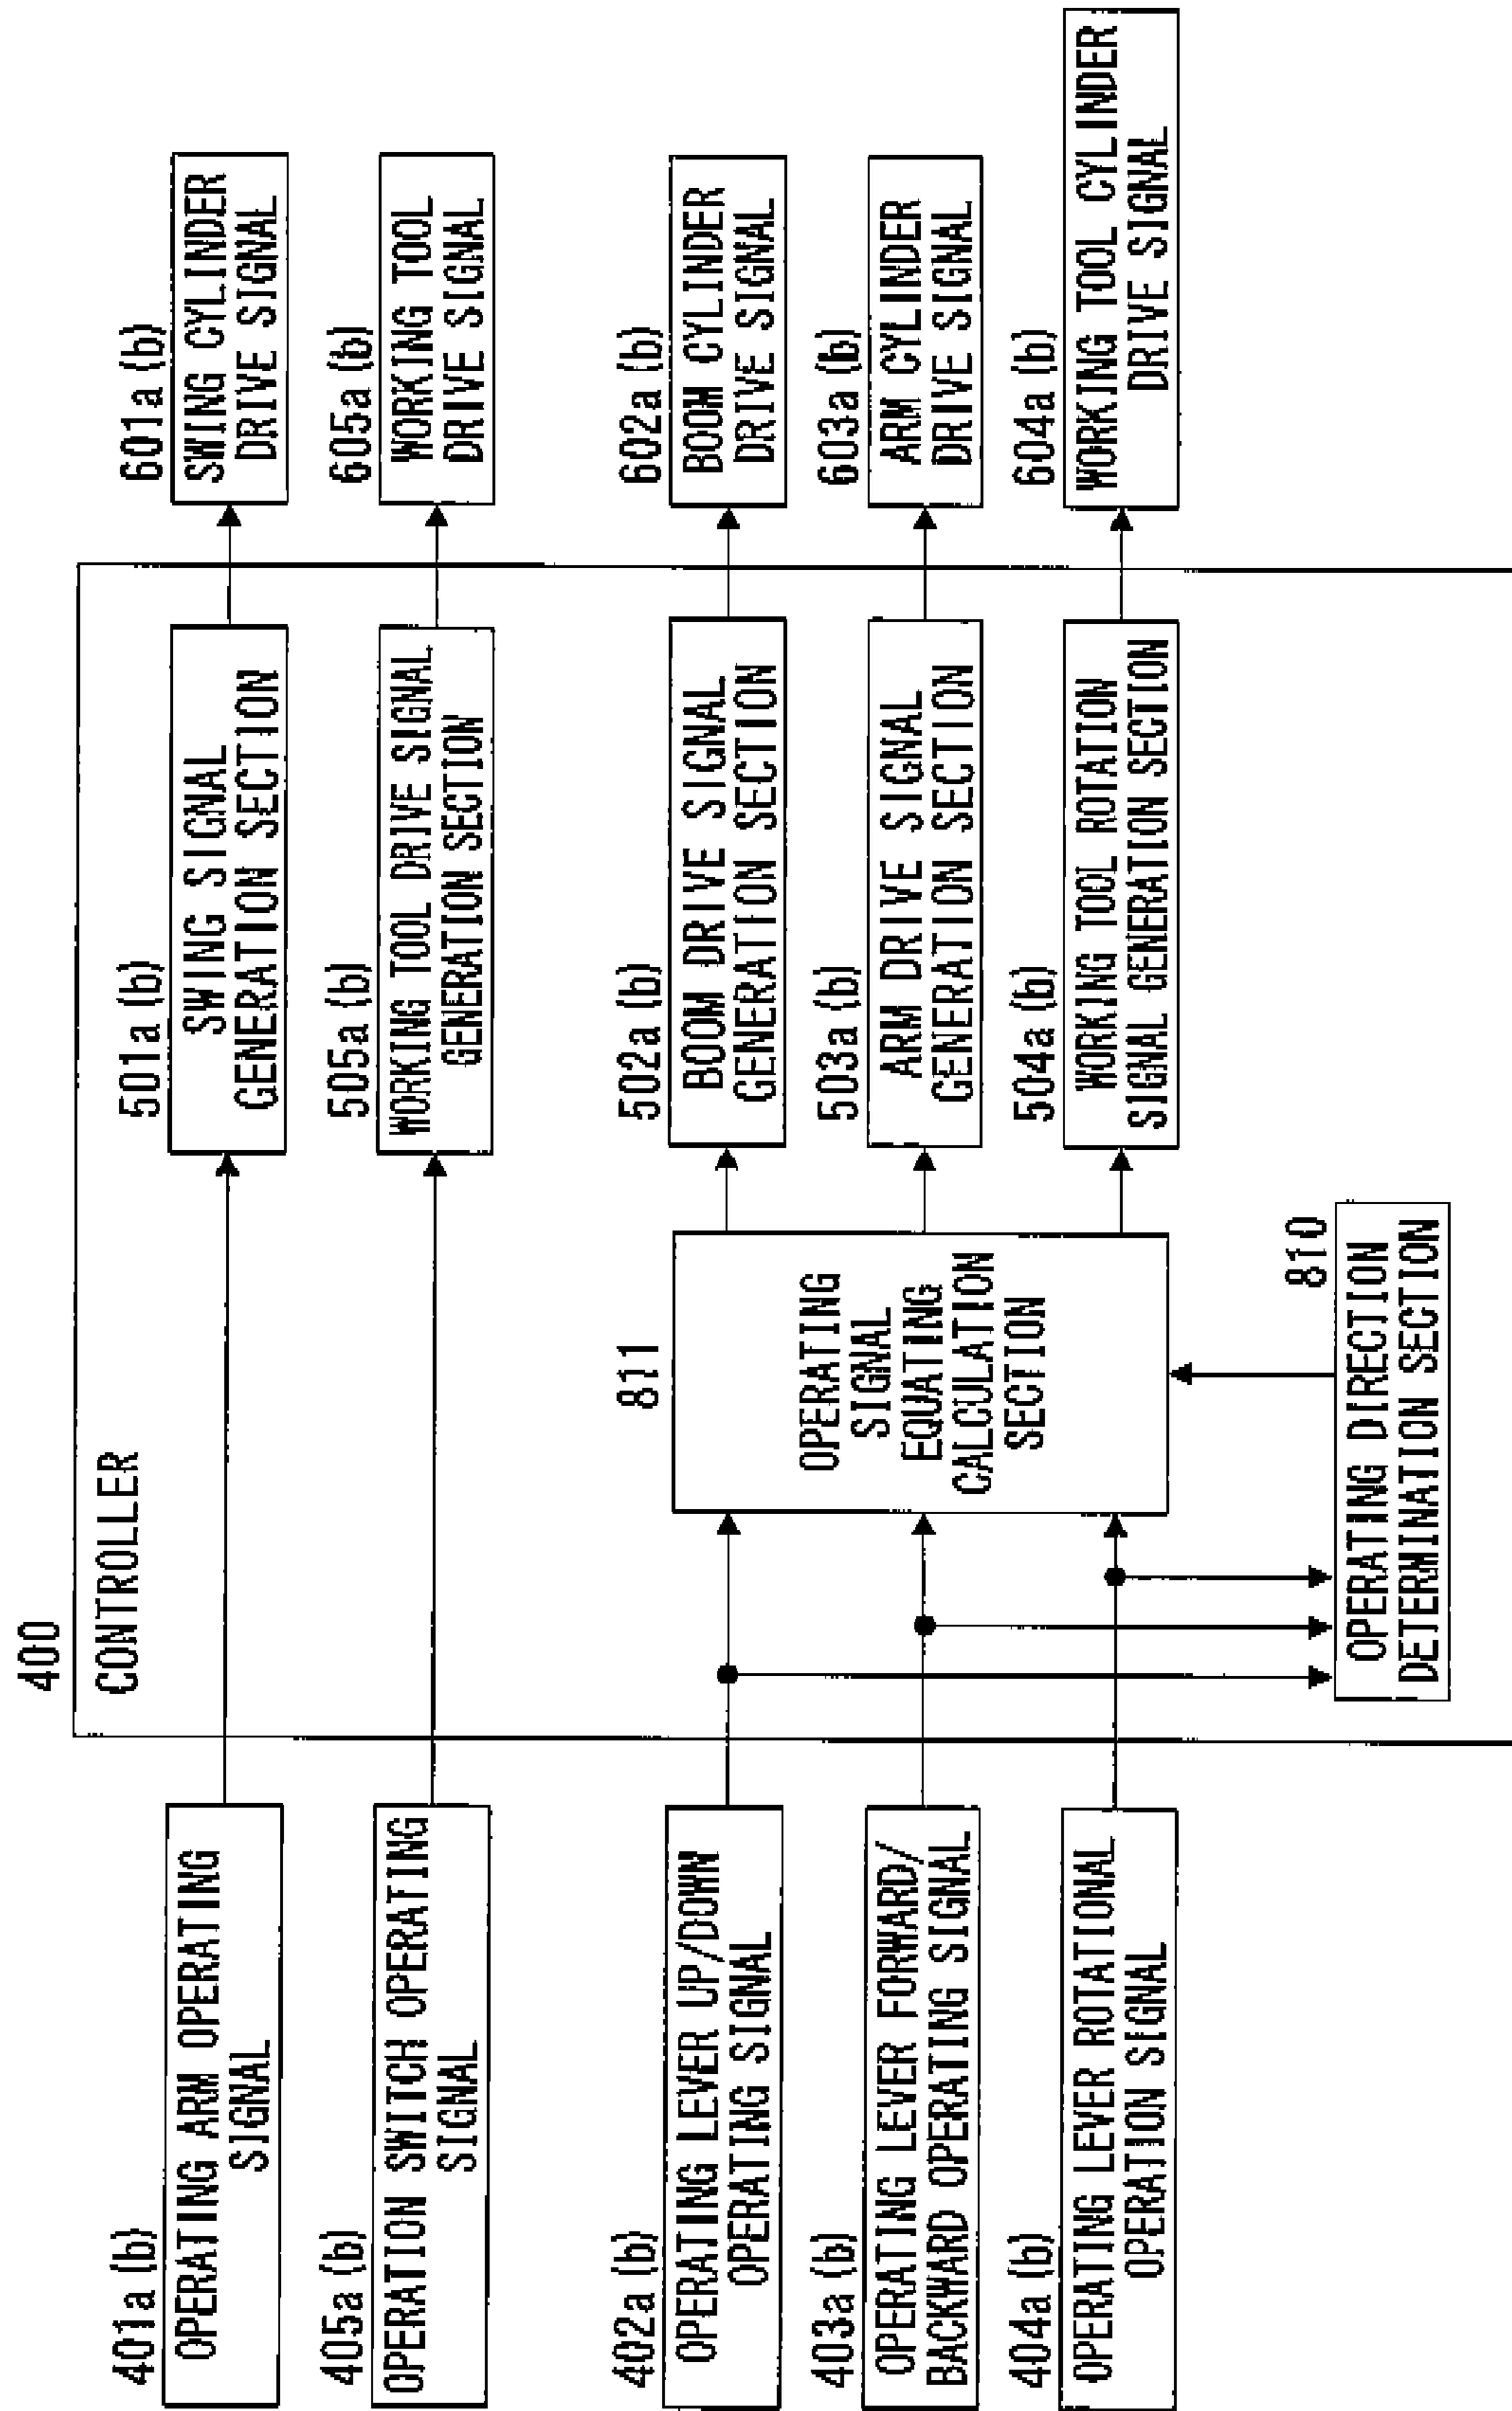 400
CONTROLLER
401a (b)
OPERATING ARM OPERATING
SIGNAL
501a (b)
SWING SIGNAL
GENERATION SECTION
601a (b)
SWING CYLINDER
DRIVE SIGNAL
405a (b)
OPERATION SWITCH OPERATING
SIGNAL
505a (b)
WORKING TOOL DRIVE SIGNAL
GENERATION SECTION
605a (b)
WORKING TOOL
DRIVE SIGNAL
402a (b)
OPERATING LEVER UP/DOWN
OPERATING SIGNAL
811
OPERATING
SIGNAL
EQUATING
CALCULATION
SECTION
502a (b)
BOOM DRIVE SIGNAL
GENERATION SECTION
602a (b)
BOOM CYLINDER
DRIVE SIGNAL
403a (b)
OPERATING LEVER FORWARD/
BACKWARD OPERATING SIGNAL
503a (b)
ARM DRIVE SIGNAL
GENERATION SECTION
603a (b)
ARM CYLINDER
DRIVE SIGNAL
404a (b)
OPERATING LEVER ROTATIONAL
OPERATION SIGNAL
504a (b)
WORKING TOOL ROTATION
SIGNAL GENERATION SECTION
604a (b)
WORKING TOOL CYLINDER
DRIVE SIGNAL
810
OPERATING DIRECTION
DETERMINATION SECTION